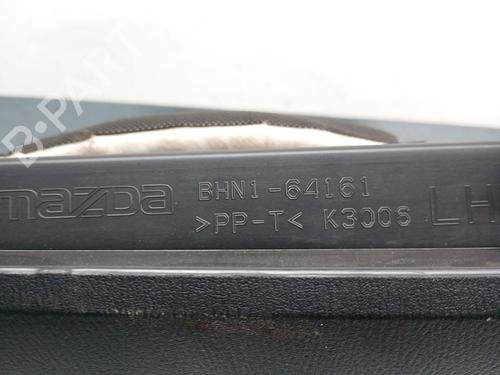 mazda BHN1-64161 LH
>PP-T< K3006
B-PARTS